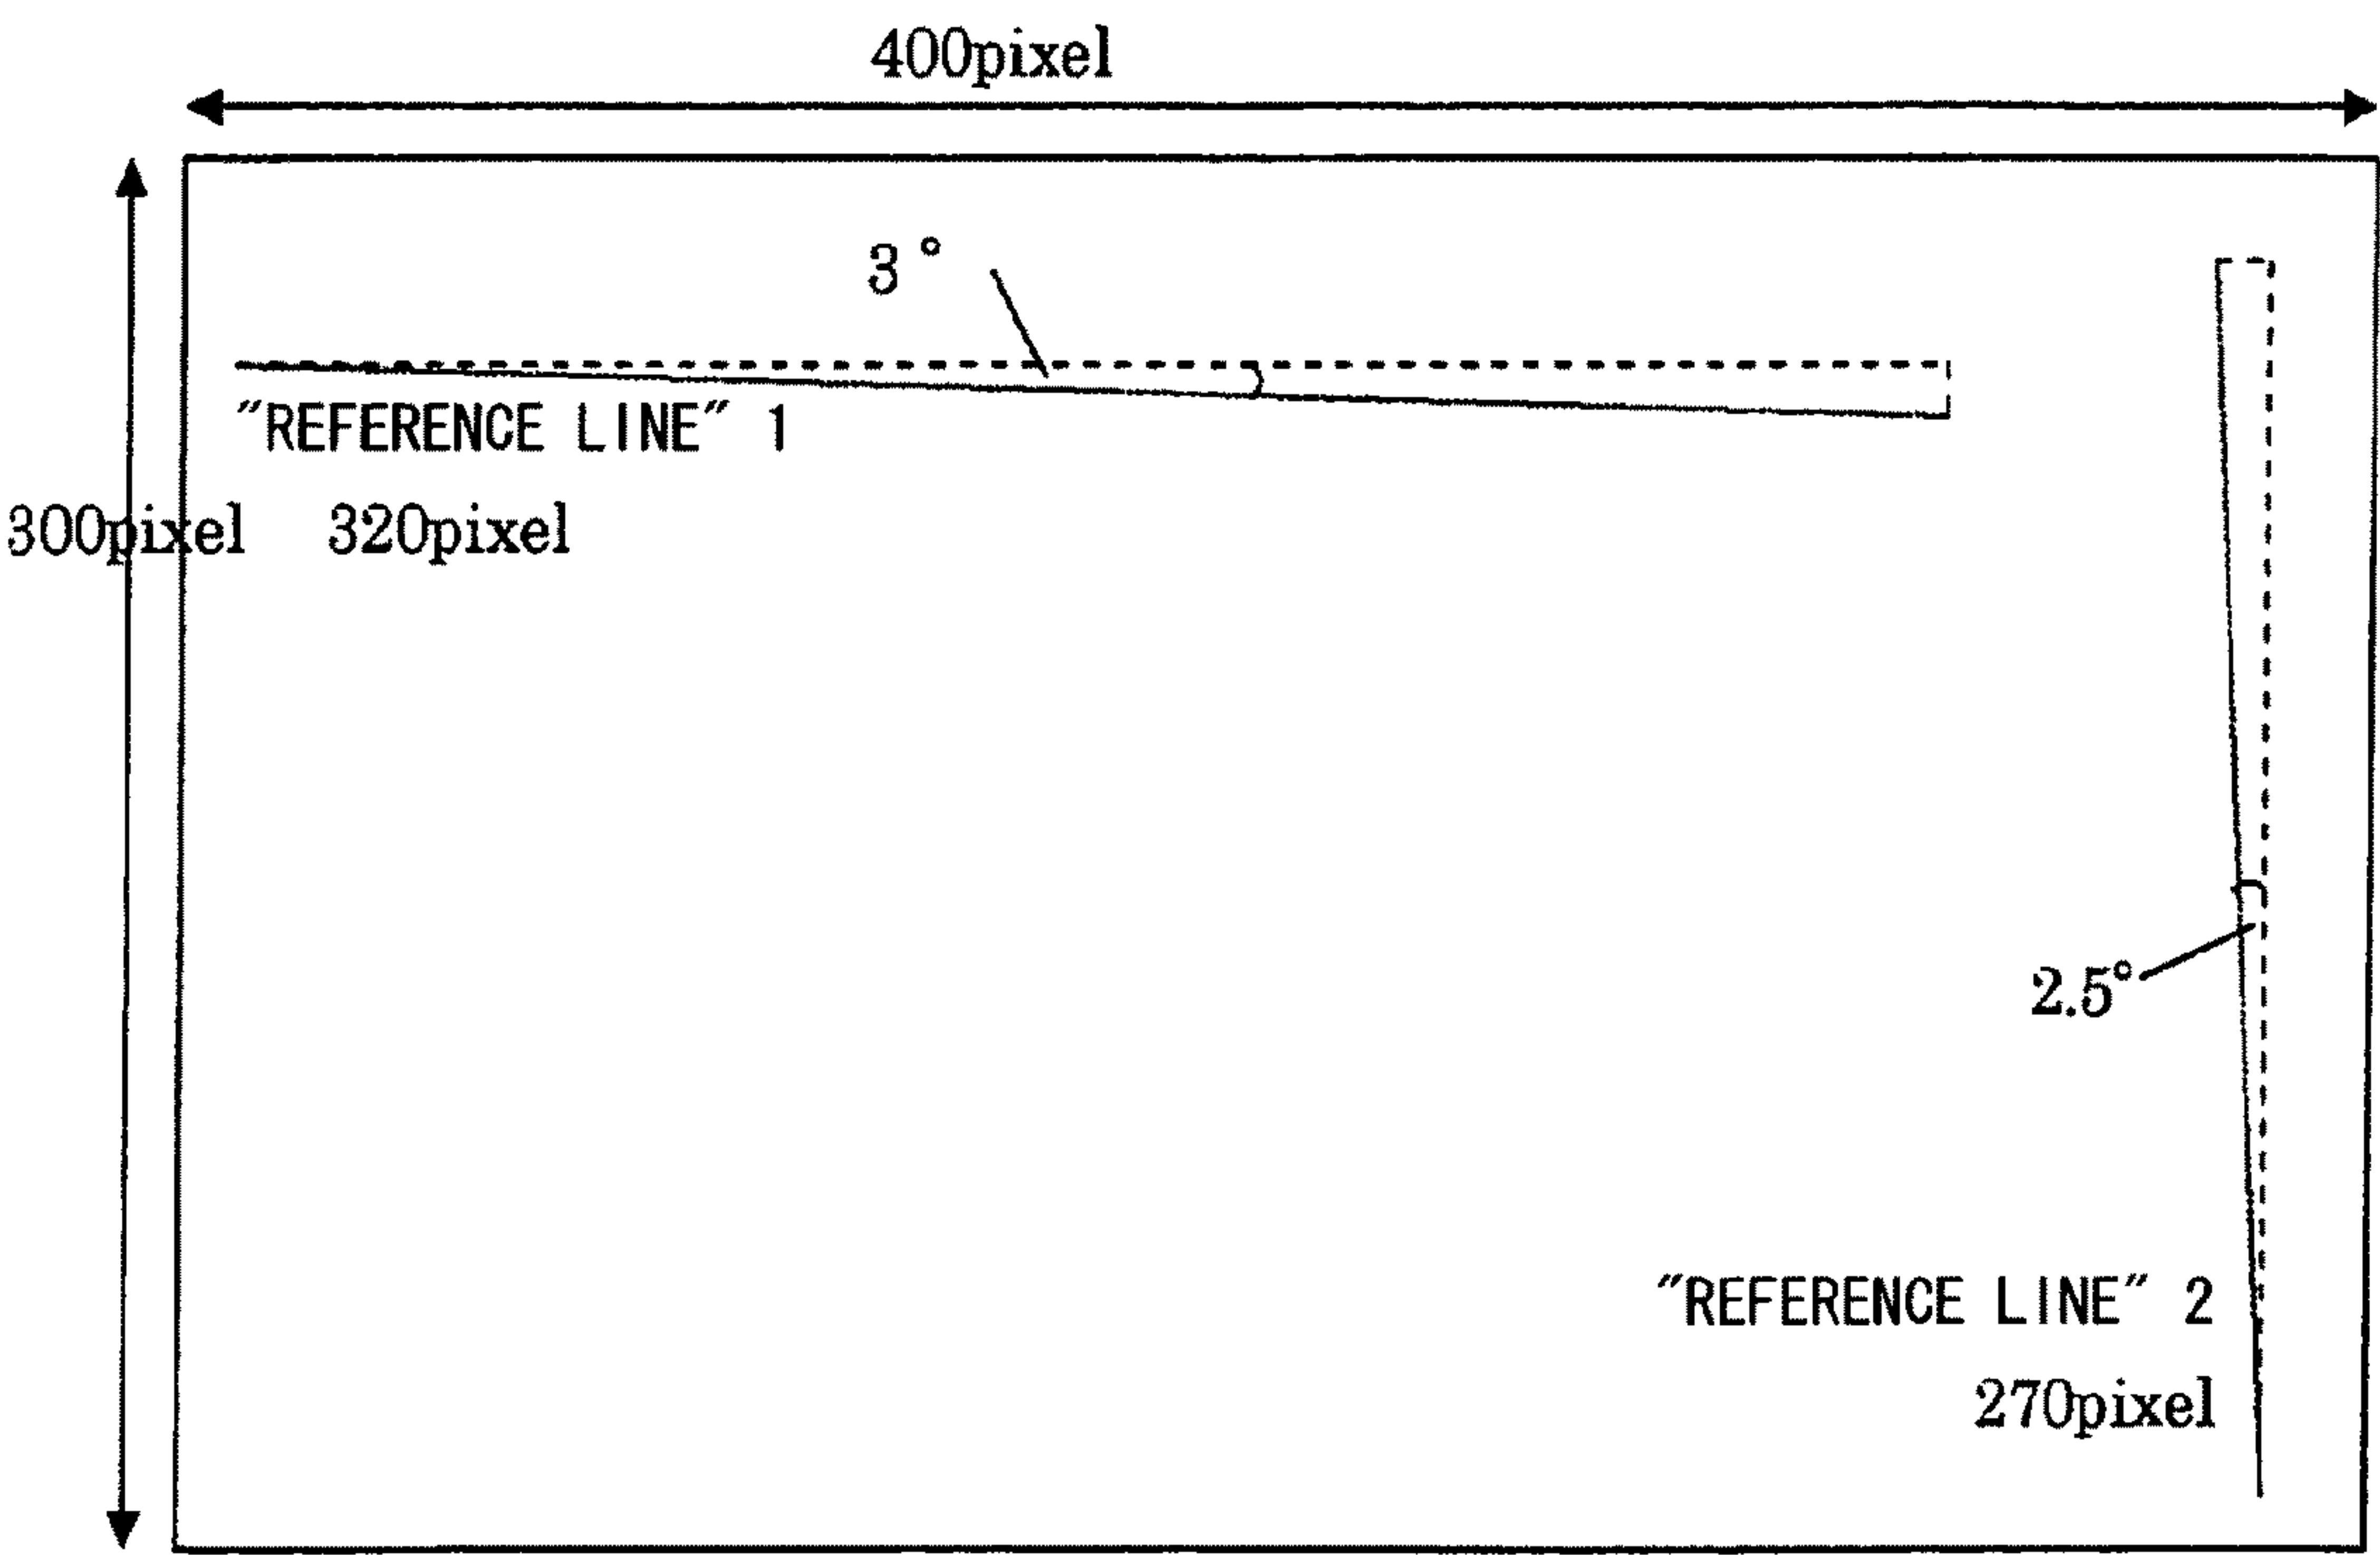 400pixel
3°
"REFERENCE LINE" 1
300pixel 320pixel
2.5°
"REFERENCE LINE" 2
270pixel